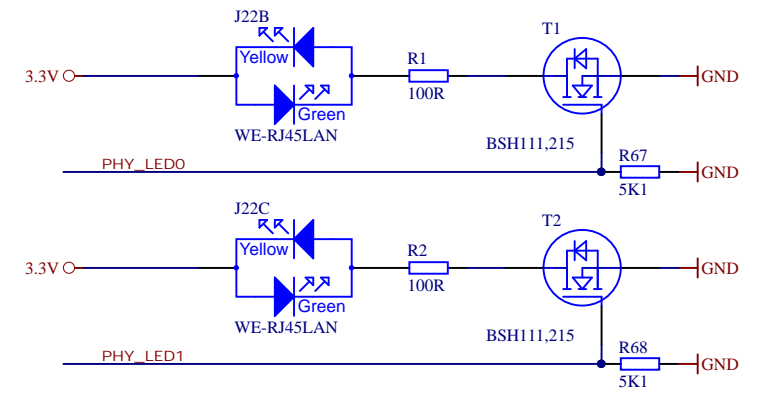 J22B
T1
Yellow
R1
3.3V
GND
100R
Green
WE-RJ45LAN
BSH111,215
R67
PHY_LED0
GND
5K1
J22C
T2
Yellow
R2
3.3V
GND
100R
Green
WE-RJ45LAN
BSH111,215
R68
PHY_LED1
GND
5K1